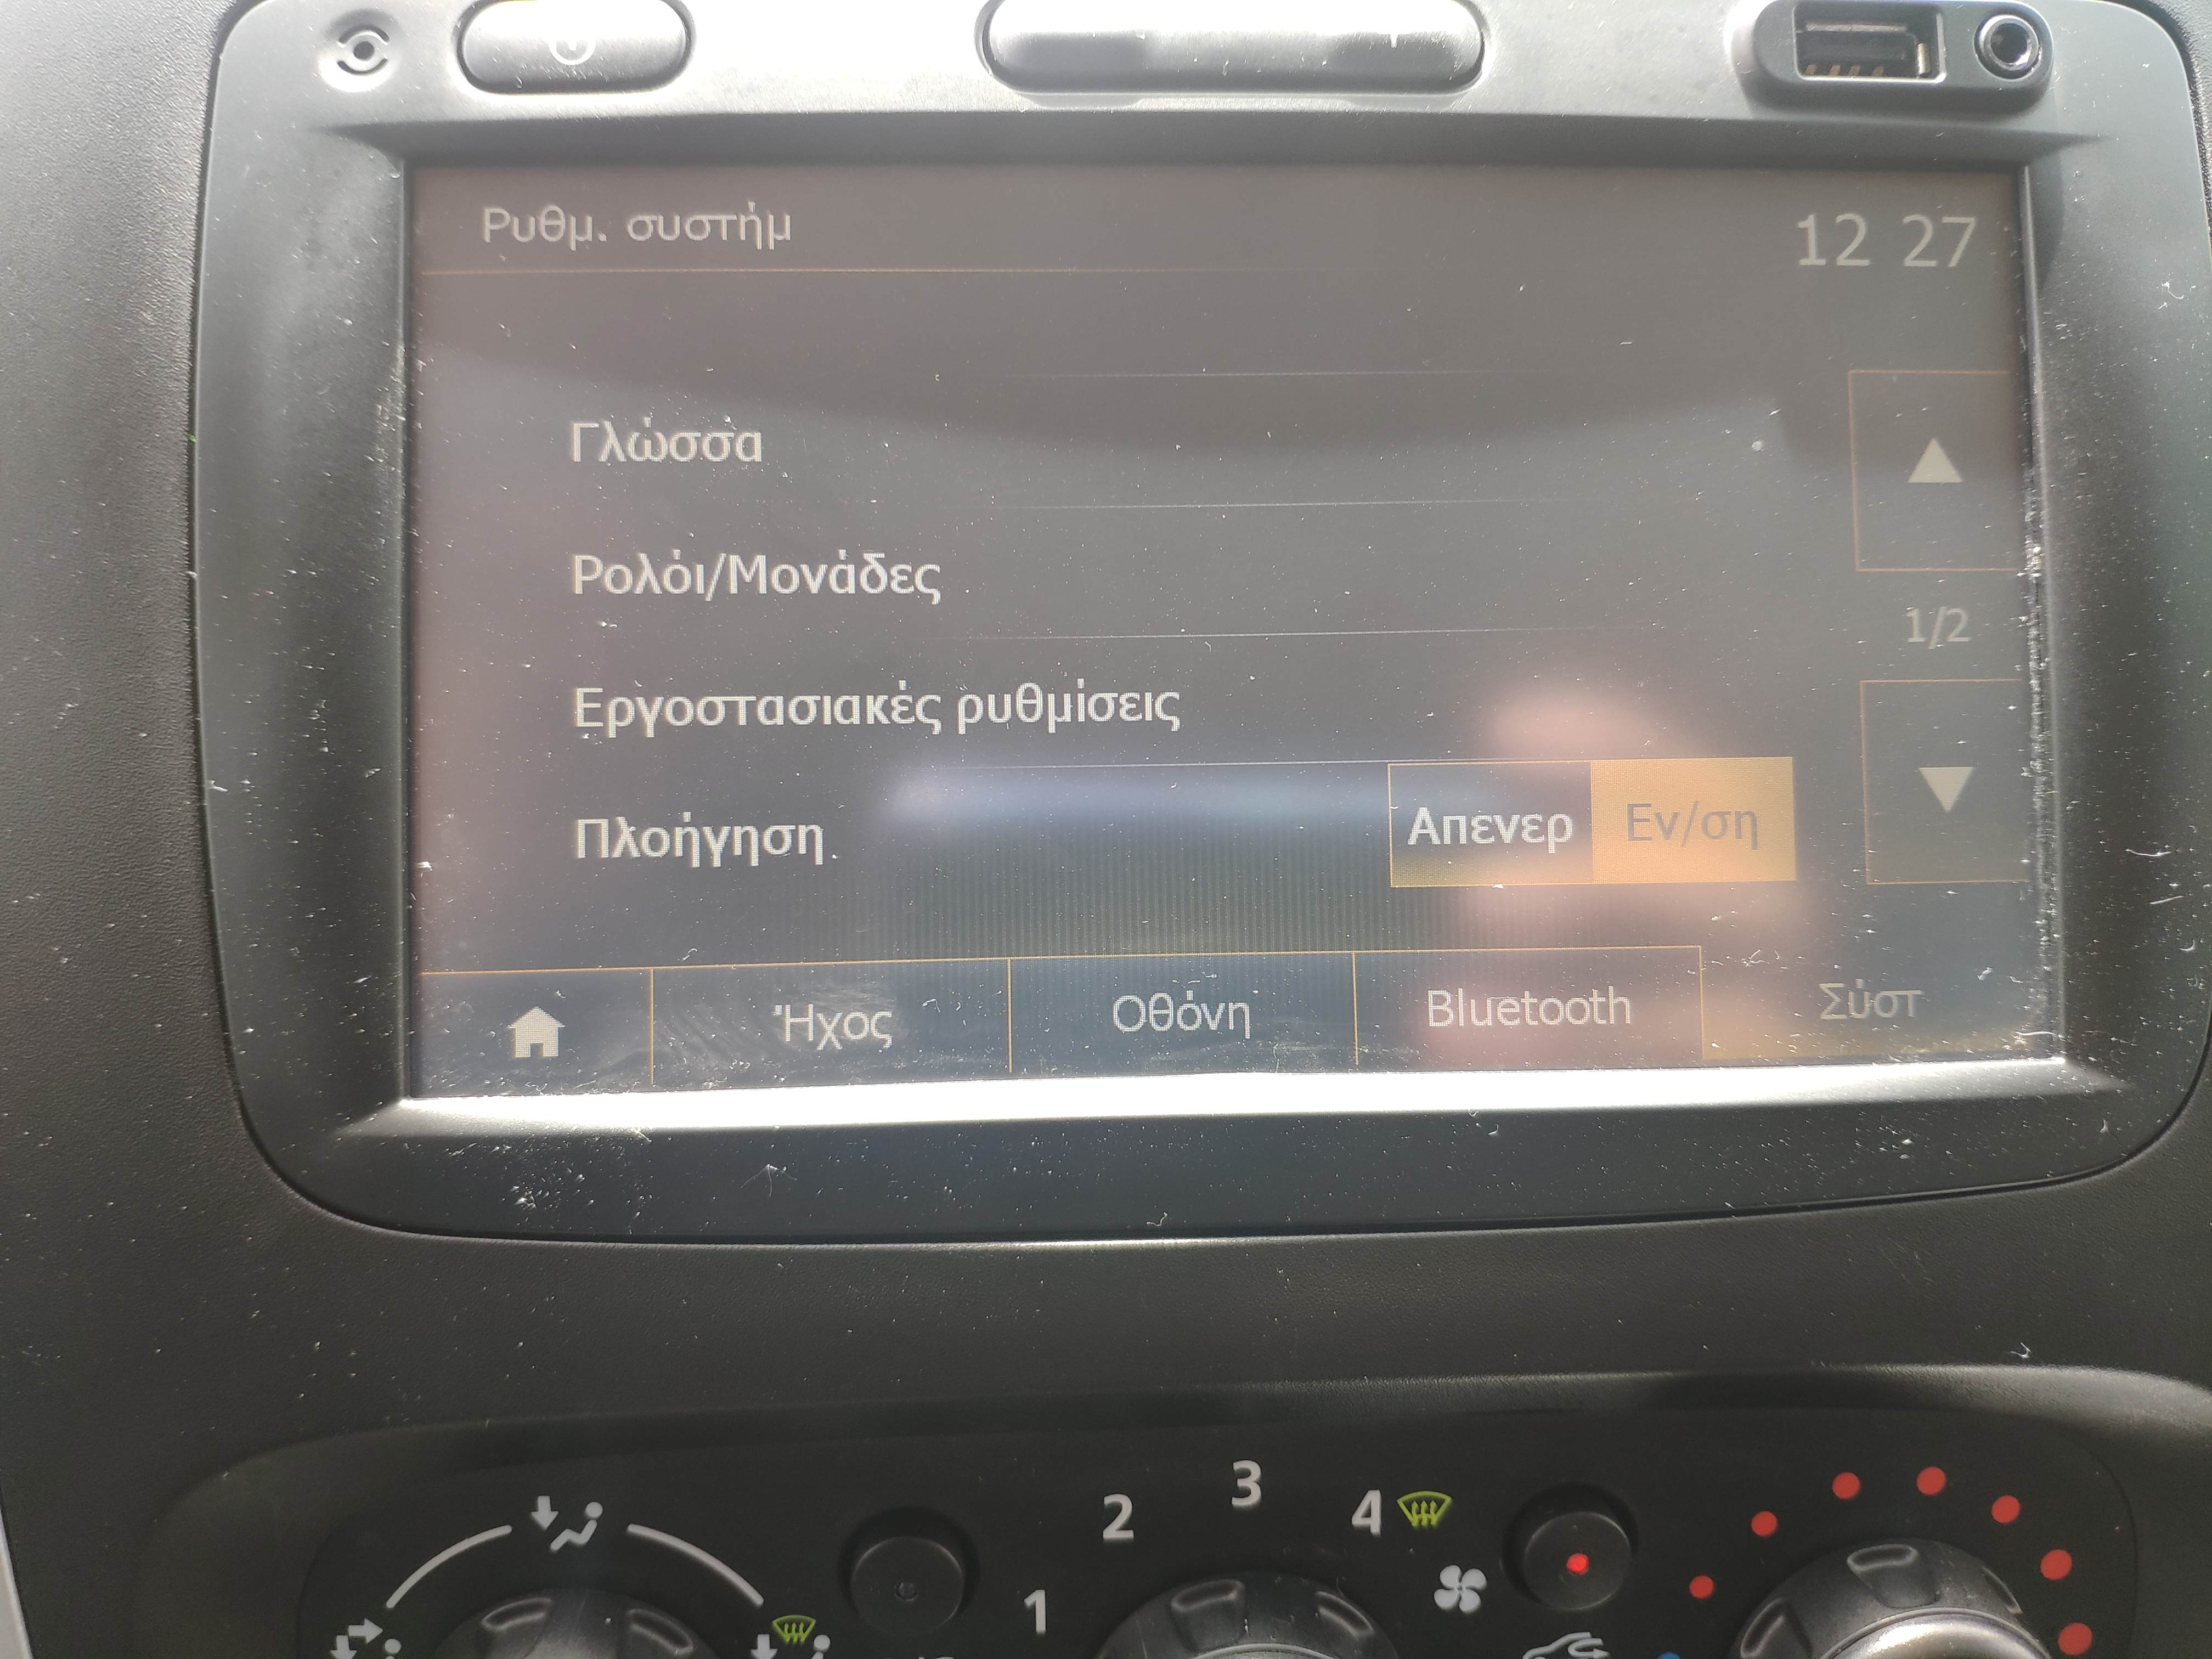 Ρυθμ. συστήμ
12 27
Γλώσσα
Ρολόι/Μονάδες
1/2
Εργοστασιακές ρυθμίσεις
Πλοήγηση
Απενερ Εν/ση
Ήχος Οθόνη Bluetooth Σύστ
1 2 3 4